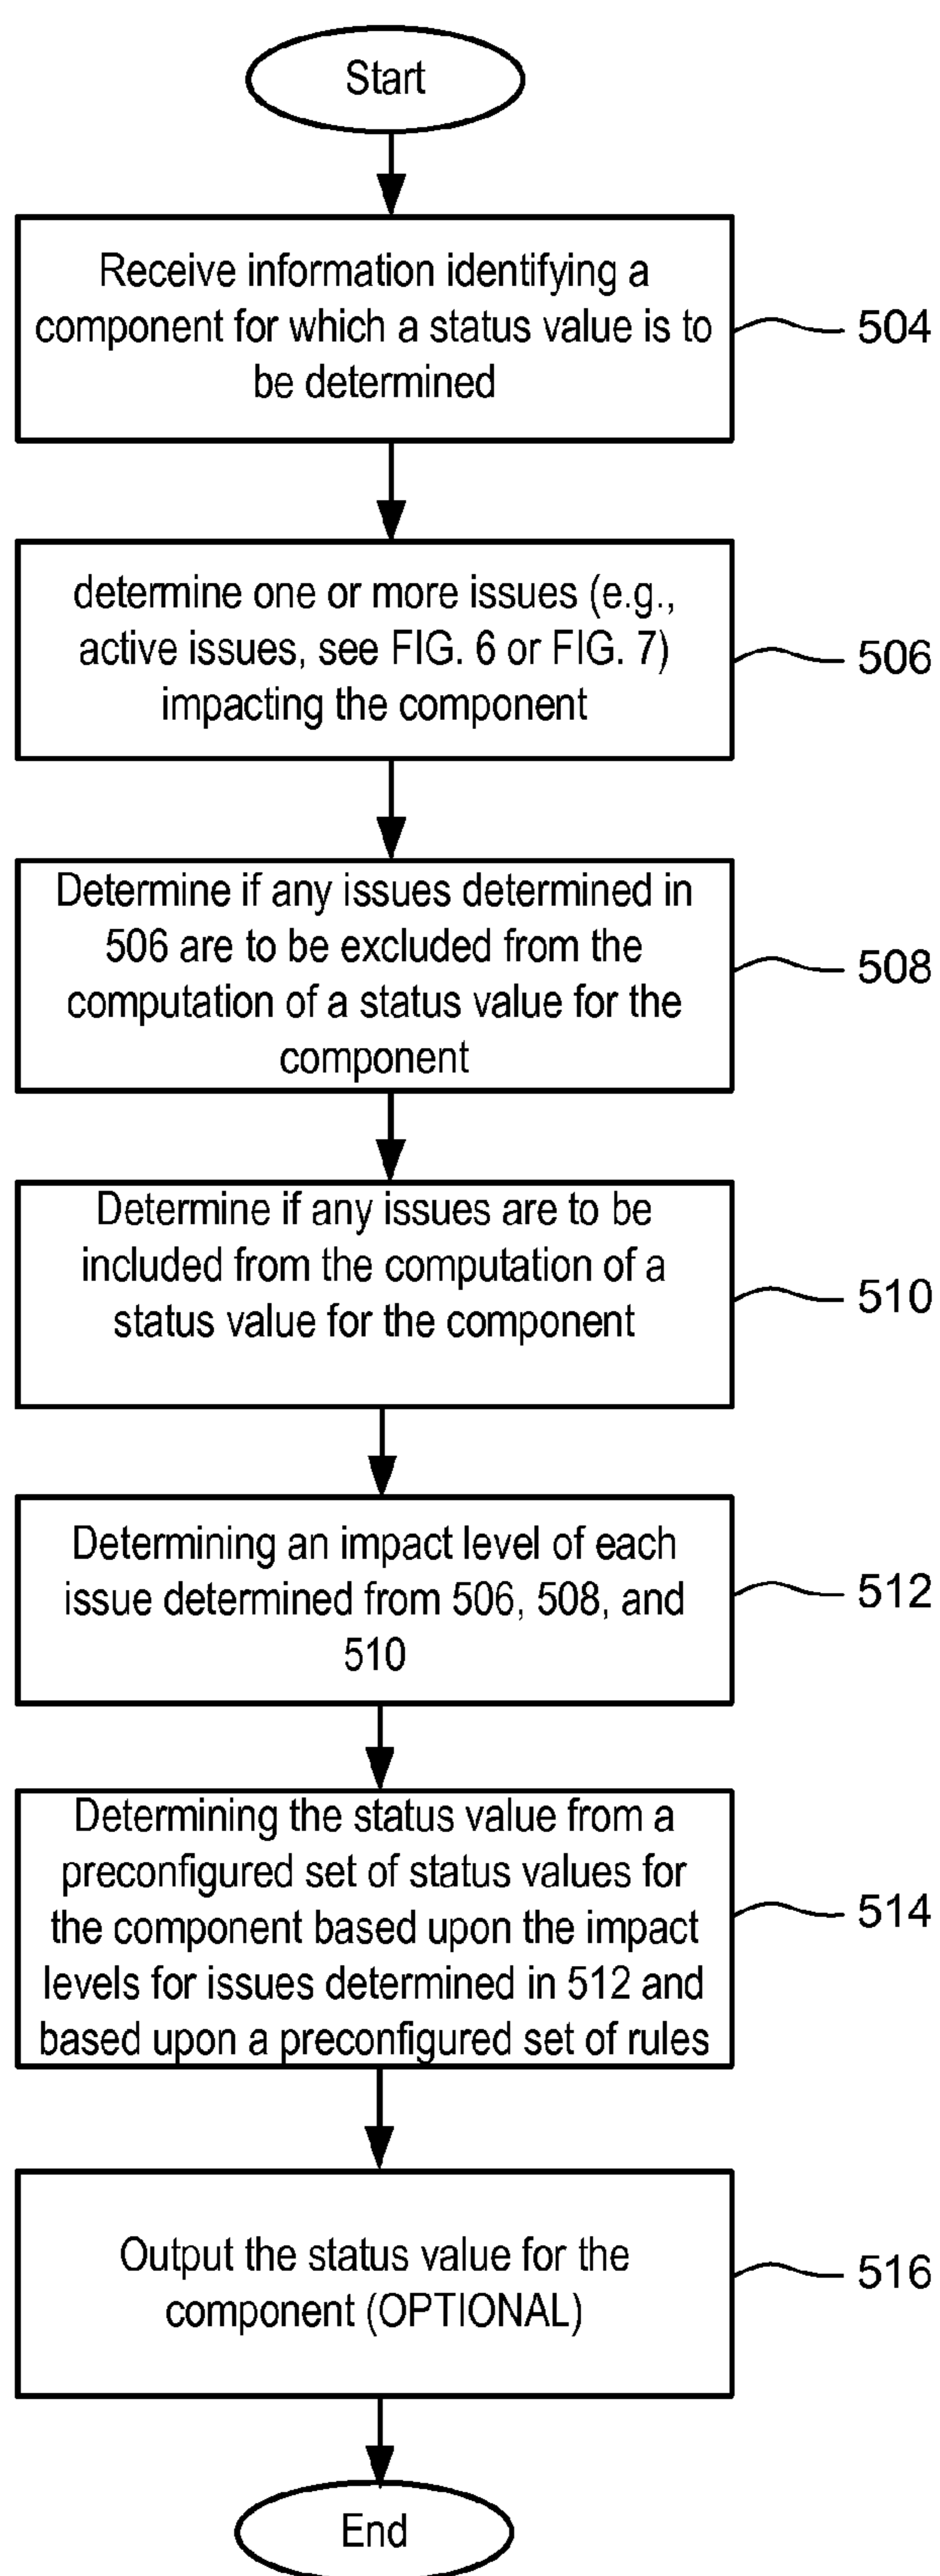 Start
Receive information identifying a
component for which a status value is to
be determined
504
determine one or more issues (e.g.,
active issues, see FIG. 6 or FIG. 7)
impacting the component
506
Determine if any issues determined in
506 are to be excluded from the
computation of a status value for the
component
508
Determine if any issues are to be
included from the computation of a
status value for the component
510
Determining an impact level of each
issue determined from 506, 508, and
510
512
Determining the status value from a
preconfigured set of status values for
the component based upon the impact
levels for issues determined in 512 and
based upon a preconfigured set of rules
514
Output the status value for the
component (OPTIONAL)
516
End